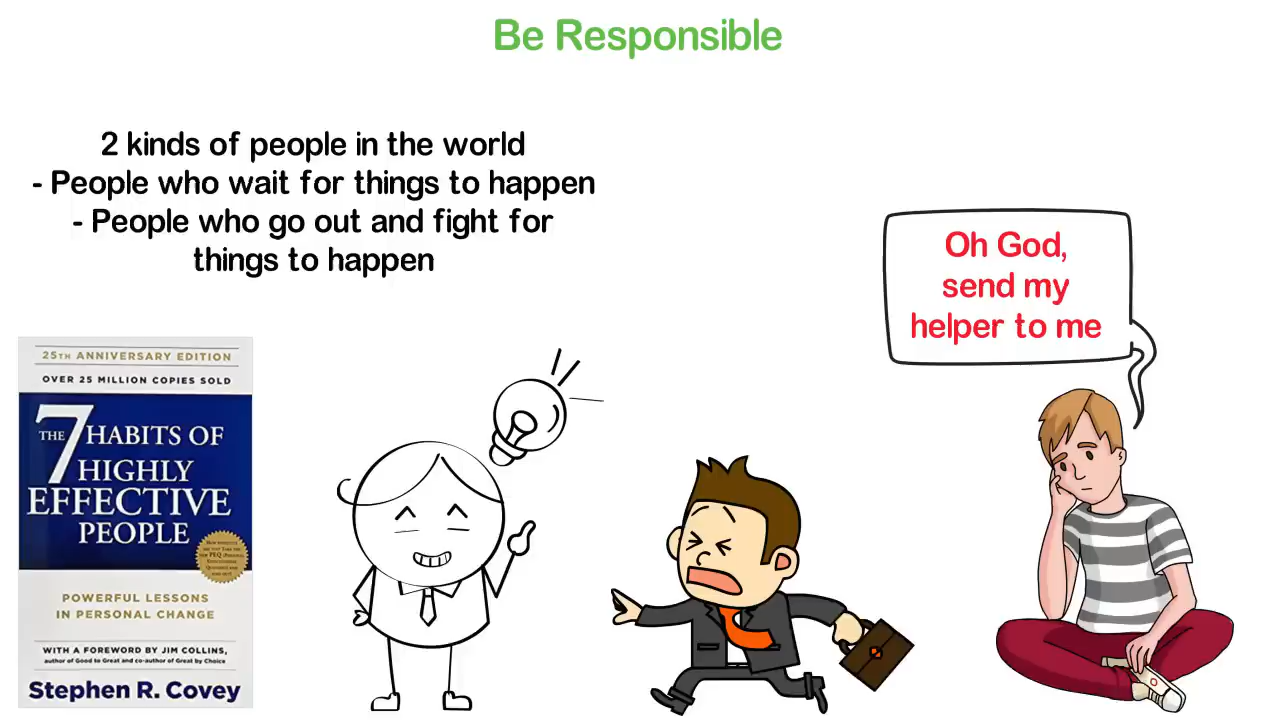 Be Responsible
2 kinds of people in the world
- People who wait for things to happen
- People who go out and fight for
things to happen
Oh God,
send my
helper to me
25TH ANNIVERSARY EDITION
OVER 25 MILLION COPIES SOLD
THE 7 HABITS OF
HIGHLY
EFFECTIVE
PEOPLE
POWERFUL LESSONS
IN PERSONAL CHANGE
WITH A FOREWORD BY JIM COLLINS,
author of Good to Great and co-author of Great by Choice
Stephen R. Covey